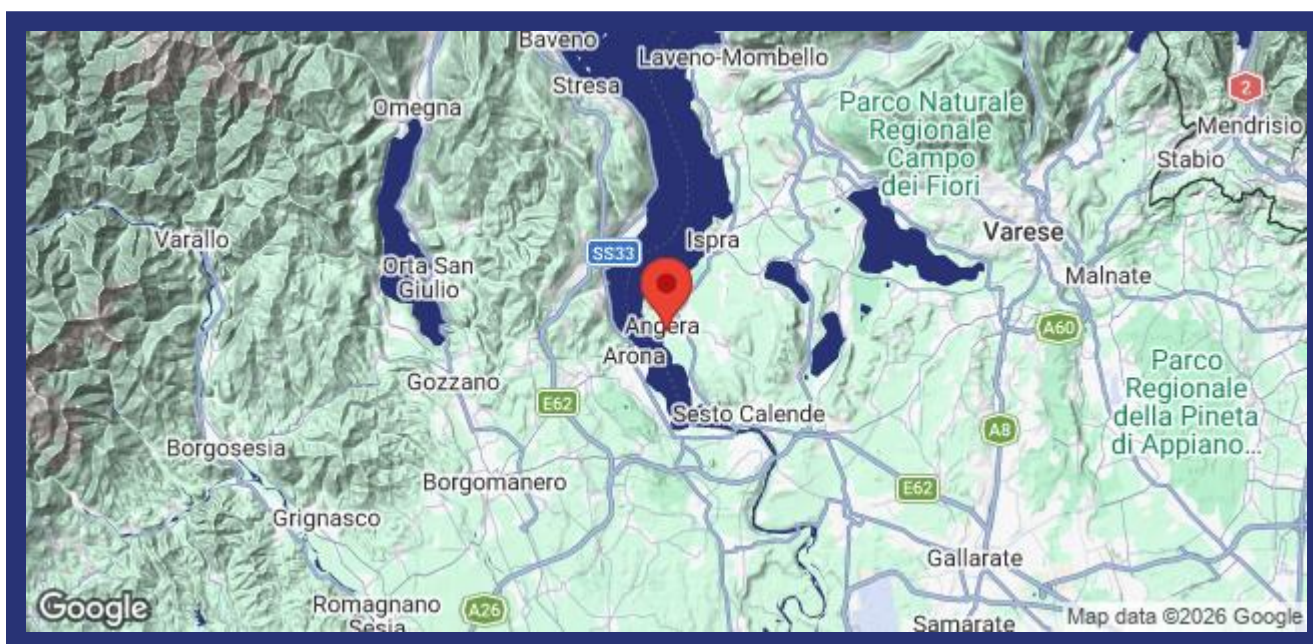 Baveno
Laveno-Mombello
Stresa
Omegna
Parco Naturale
Regionale
Campo
dei Fiori
2
Mendrisio
Stabio
Varallo
SS33
Ispra
Varese
Orta San
Giulio
Malnate
Angera
Arona
A60
Gozzano
E62
Sesto Calende
Parco
Regionale
della Pineta
di Appiano...
A8
Borgosesia
Borgomanero
E62
Grignasco
Gallarate
Romagnano
Sesia
A26
Samarate
Google
Map data ©2026 Google